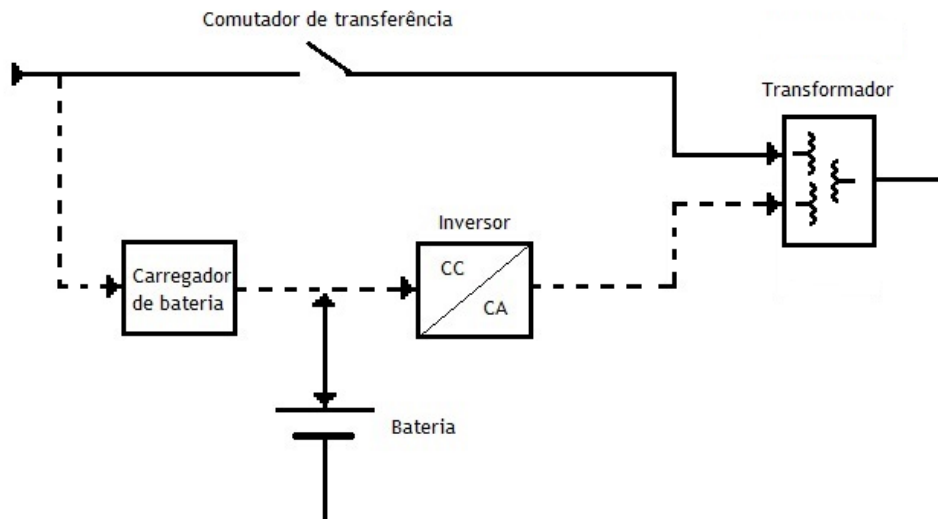 Comutador de transferência
Transformador
Inversor
CC
CA
Carregador
de bateria
Bateria